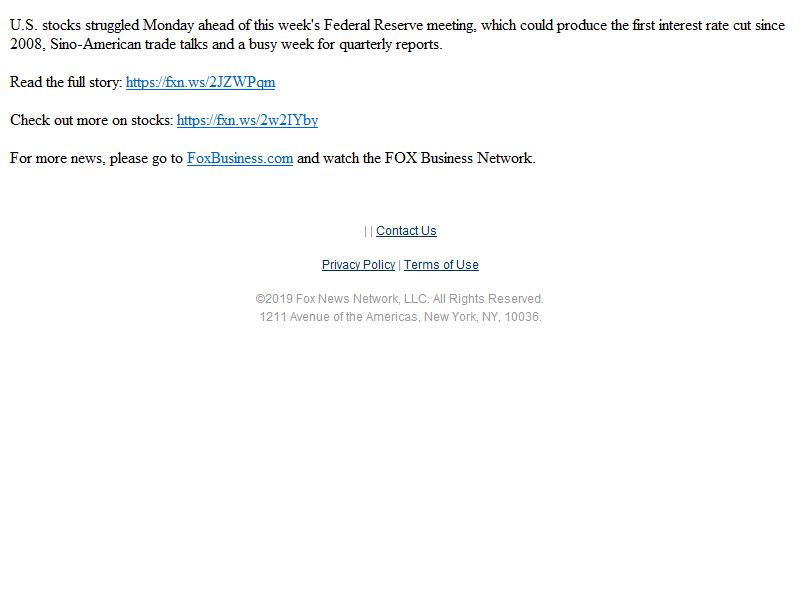 U.S. stocks struggled Monday ahead of this week's Federal Reserve meeting, which could produce the first interest rate cut since
2008, Sino-American trade talks and a busy week for quarterly reports.
Read the full story: https://fxn.ws/2JZWPqm
Check out more on stocks: https://fxn.ws/2w2IYby
For more news, please go to FoxBusiness.com and watch the FOX Business Network.
| | Contact Us
Privacy Policy | Terms of Use
©2019 Fox News Network, LLC. All Rights Reserved.
1211 Avenue of the Americas, New York, NY, 10036.